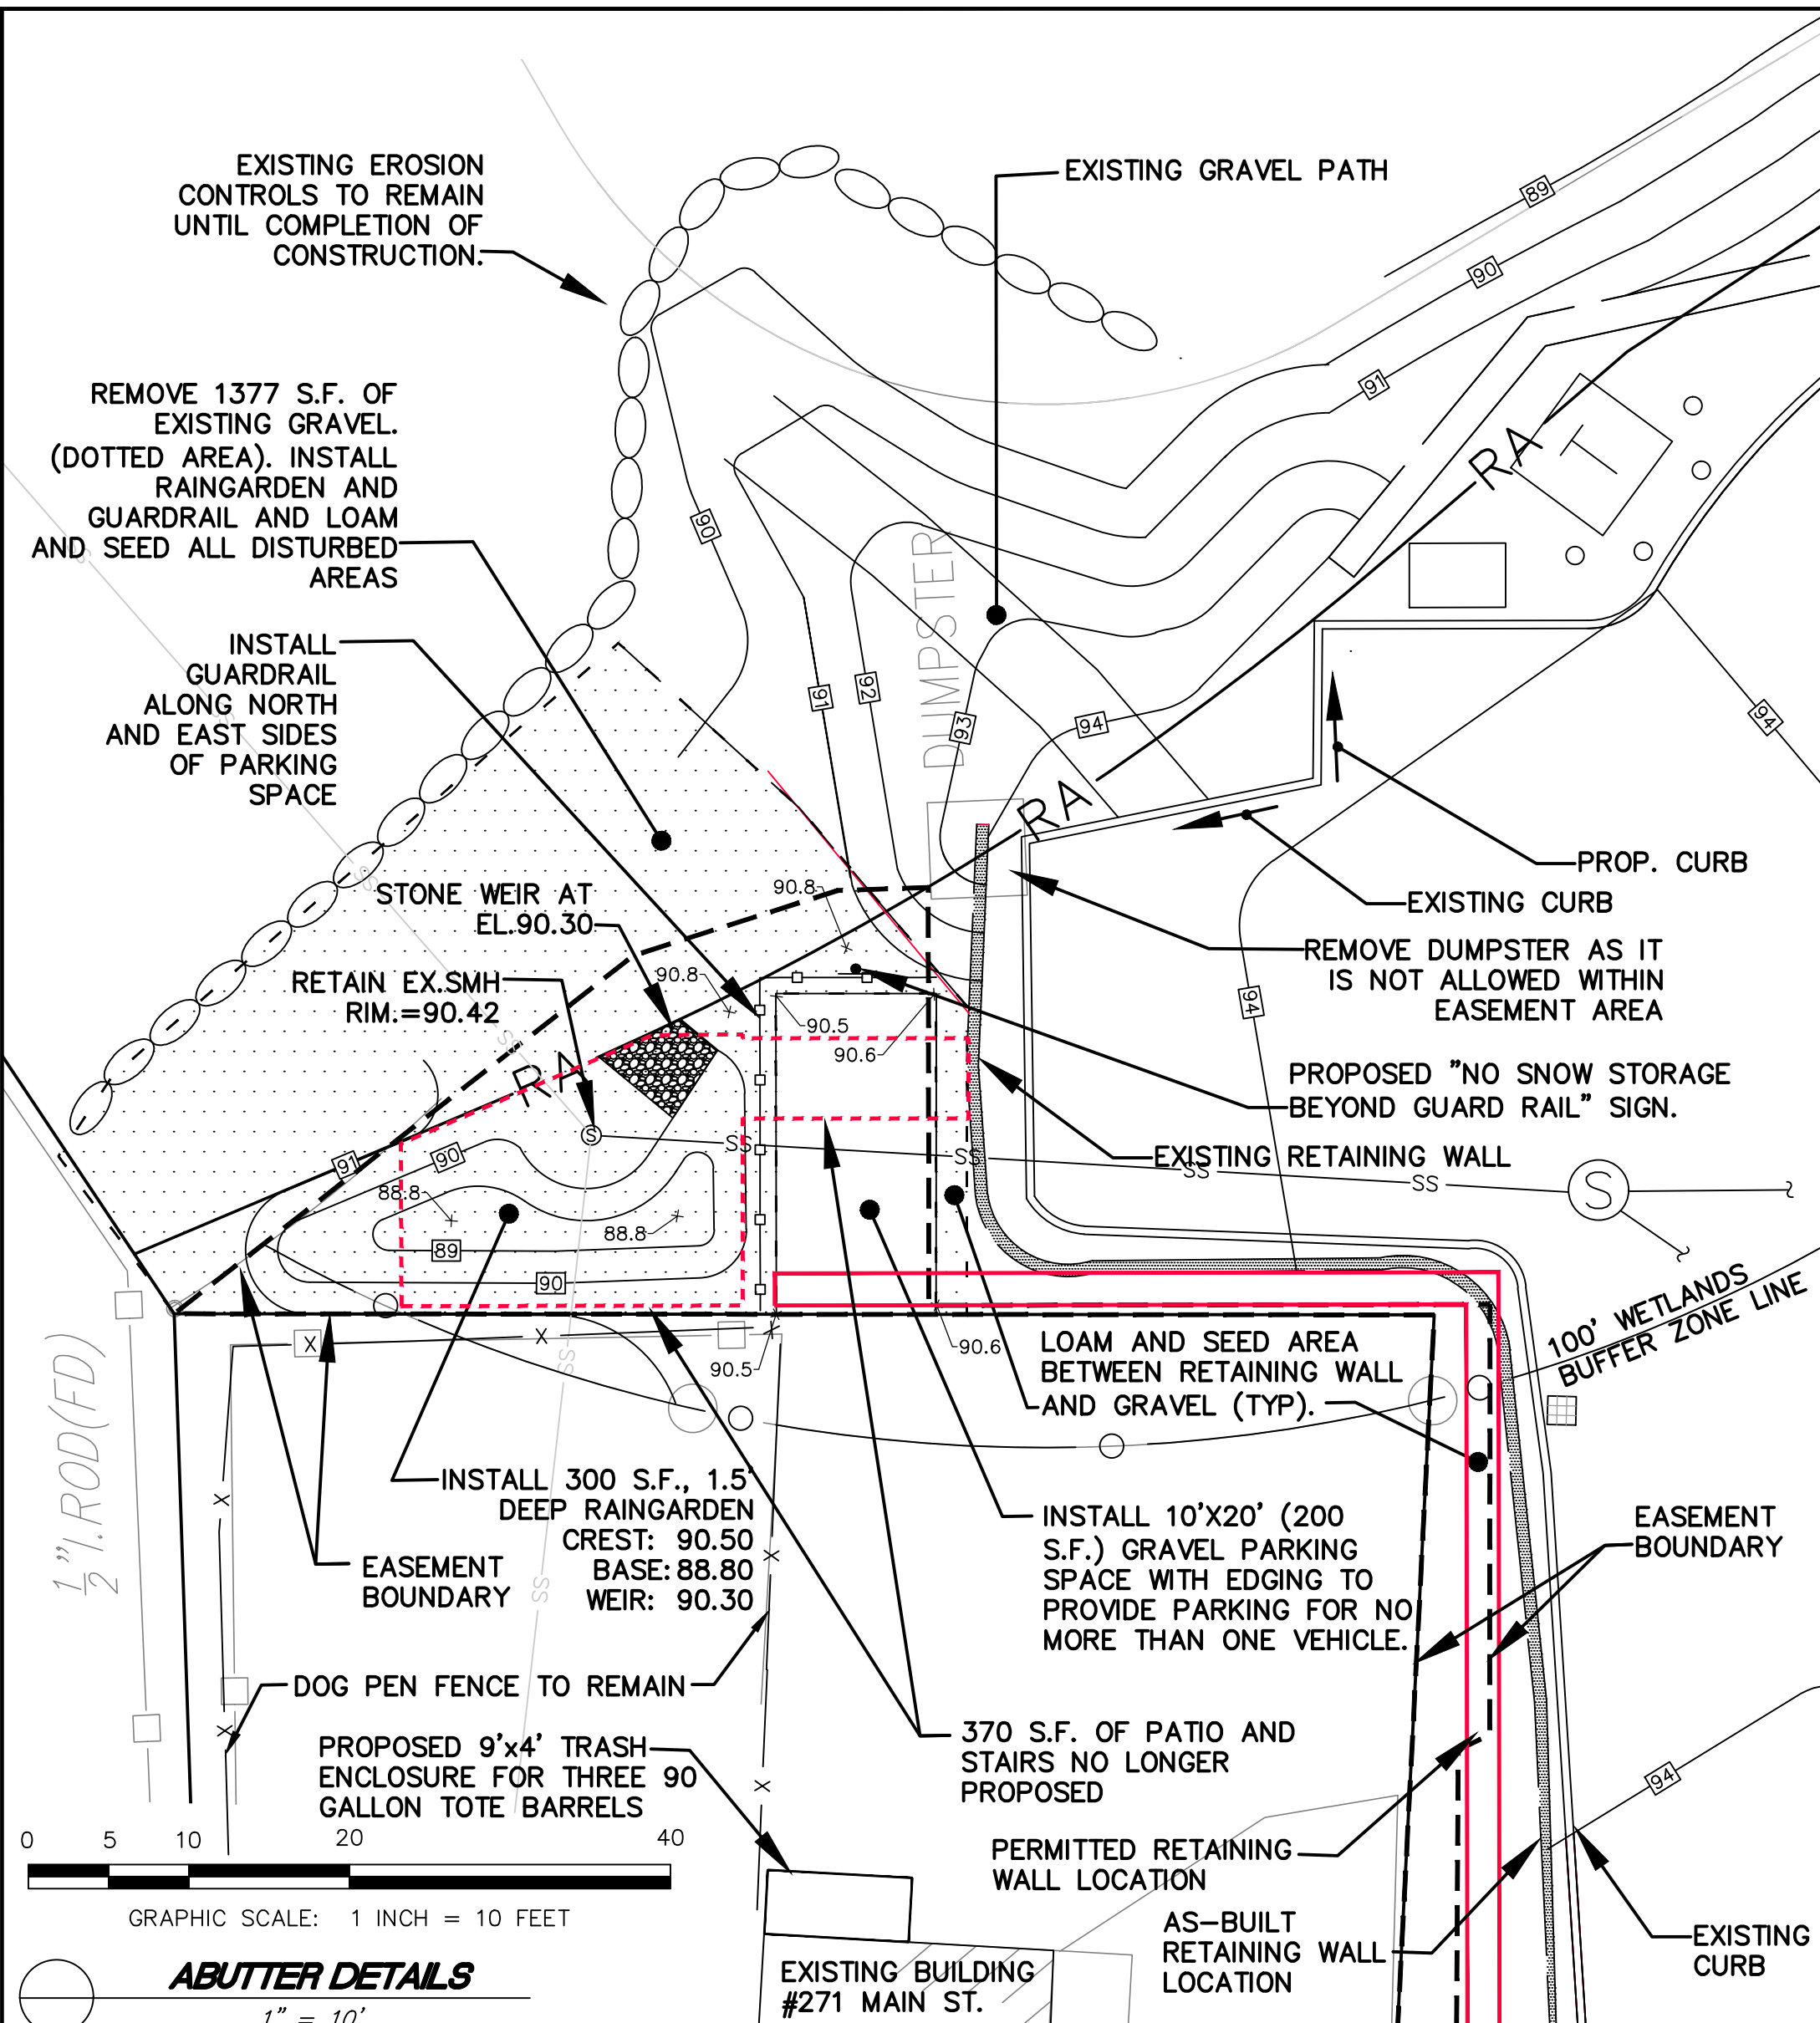 EXISTING EROSION
CONTROLS TO REMAIN
UNTIL COMPLETION OF
CONSTRUCTION.
EXISTING GRAVEL PATH
89
90
91
REMOVE 1377 S.F. OF
EXISTING GRAVEL.
(DOTTED AREA). INSTALL
RAINGARDEN AND
GUARDRAIL AND LOAM
AND SEED ALL DISTURBED
AREAS
SS
90
RA
T
DUMPSTER
INSTALL
GUARDRAIL
ALONG NORTH
AND EAST SIDES
OF PARKING
SPACE
SS
91
92
93
94
94
RA
PROP. CURB
EXISTING CURB
REMOVE DUMPSTER AS IT
IS NOT ALLOWED WITHIN
EASEMENT AREA
SS
STONE WEIR AT
EL.90.30
90.8
90.8
RETAIN EX.SMH
RIM.=90.42
SS
90.5
90.6
94
PROPOSED "NO SNOW STORAGE
BEYOND GUARD RAIL" SIGN.
RA
EXISTING RETAINING WALL
S
SS
SS
SS
SS
S
91
90
88.8
88.8
89
90
100' WETLANDS
BUFFER ZONE LINE
1/2" I.ROD(FD)
X
X
X
90.5
90.6
SS
LOAM AND SEED AREA
BETWEEN RETAINING WALL
AND GRAVEL (TYP).
INSTALL 300 S.F., 1.5'
DEEP RAINGARDEN
CREST: 90.50
BASE: 88.80
WEIR: 90.30
X
X
SS
EASEMENT
BOUNDARY
INSTALL 10'X20' (200
S.F.) GRAVEL PARKING
SPACE WITH EDGING TO
PROVIDE PARKING FOR NO
MORE THAN ONE VEHICLE.
EASEMENT
BOUNDARY
DOG PEN FENCE TO REMAIN
X
X
370 S.F. OF PATIO AND
STAIRS NO LONGER
PROPOSED
PROPOSED 9'x4' TRASH
ENCLOSURE FOR THREE 90
GALLON TOTE BARRELS
94
PERMITTED RETAINING
WALL LOCATION
0 5 10 20 40
GRAPHIC SCALE: 1 INCH = 10 FEET
AS-BUILT
RETAINING WALL
LOCATION
EXISTING
CURB
ABUTTER DETAILS
1" = 10'
EXISTING BUILDING
#271 MAIN ST.